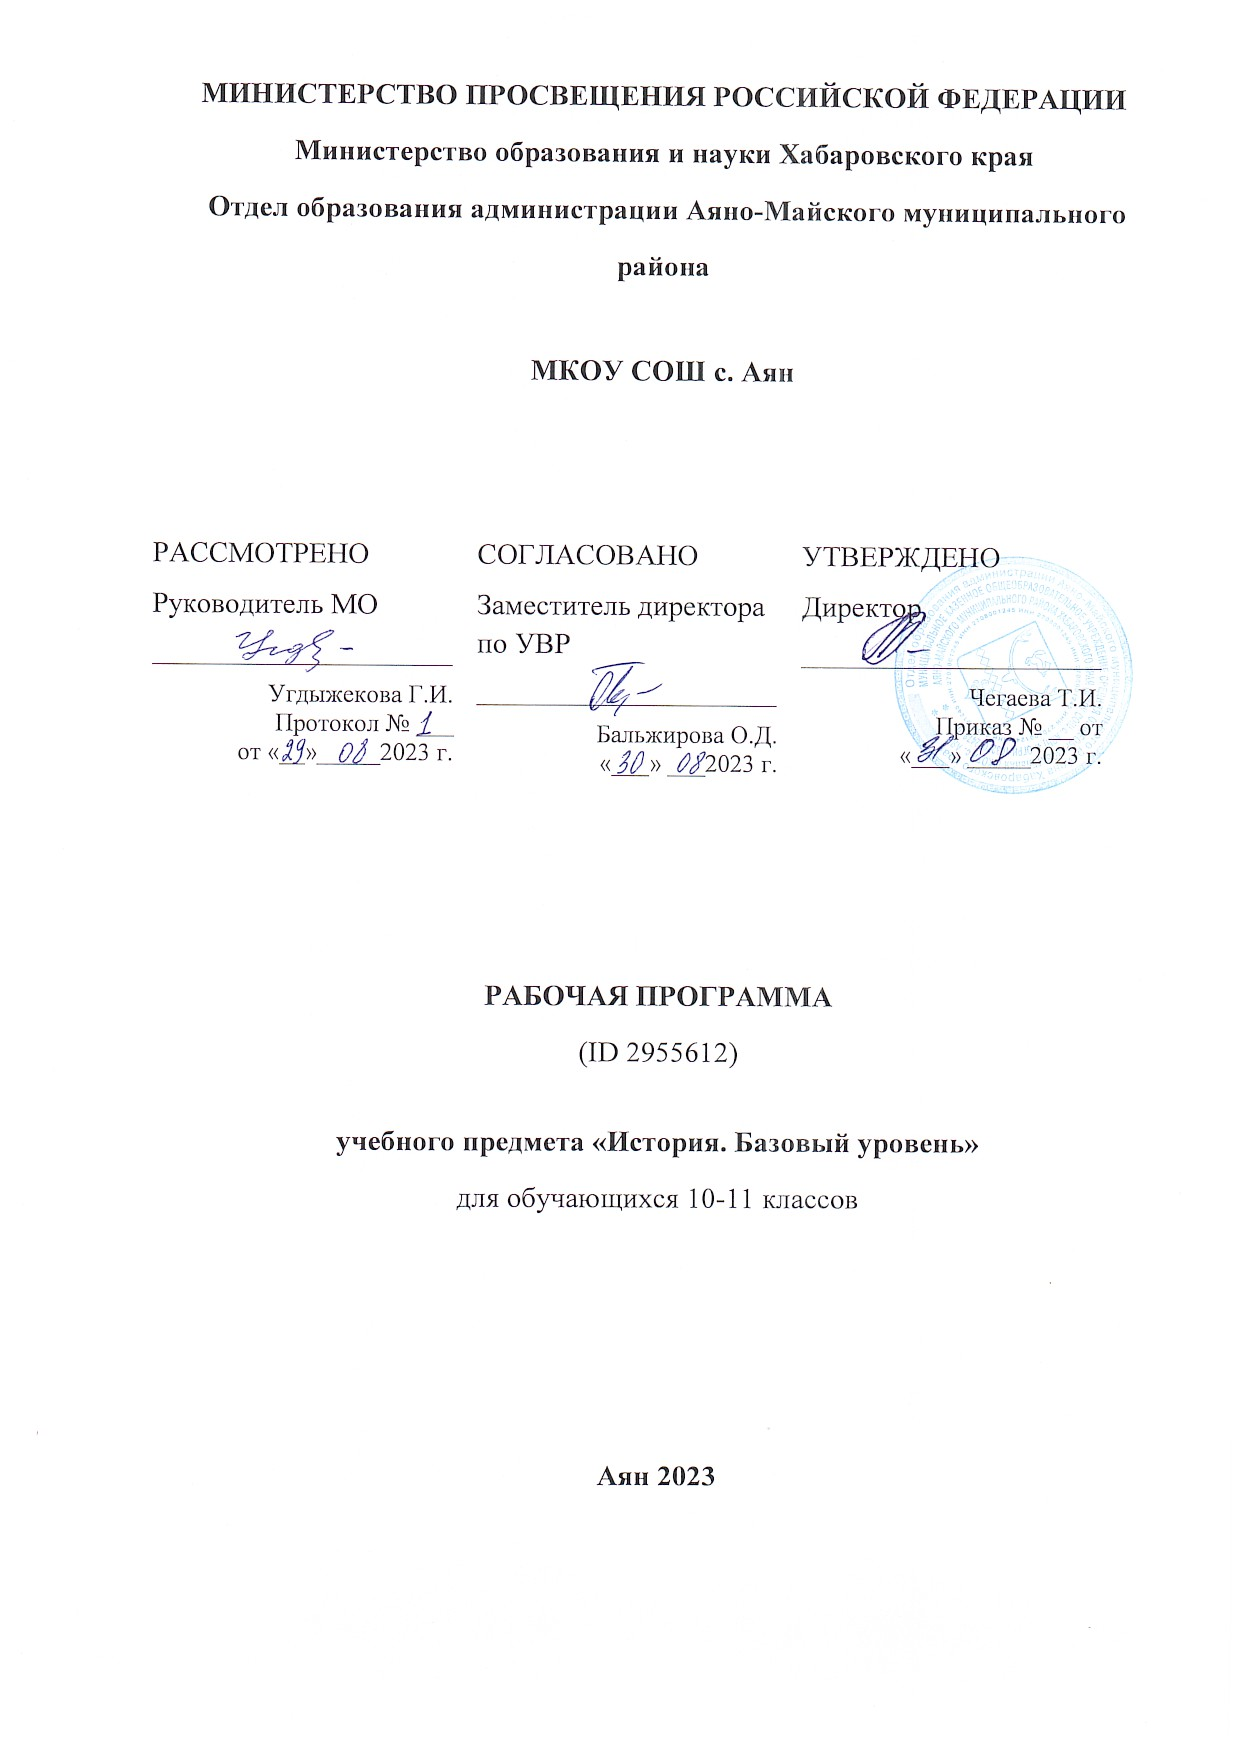 МИНИСТЕРСТВО ПРОСВЕЩЕНИЯ РОССИЙСКОЙ ФЕДЕРАЦИИ
Министерство образования и науки Хабаровского края
Отдел образования администрации Аяно-Майского муниципального
района
МКОУ СОШ с. Аян
РАССМОТРЕНО
Руководитель МО
Угдыжекова Г.И.
Протокол № 1
от «29» 08 2023 г.
СОГЛАСОВАНО
Заместитель директора
по УВР
Бальжирова О.Д.
«30» 08 2023 г.
УТВЕРЖДЕНО
Директор
Чегаева Т.И.
Приказ № __ от
«31» 08 2023 г.
РАБОЧАЯ ПРОГРАММА
(ID 2955612)
учебного предмета «История. Базовый уровень»
для обучающихся 10-11 классов
Аян 2023